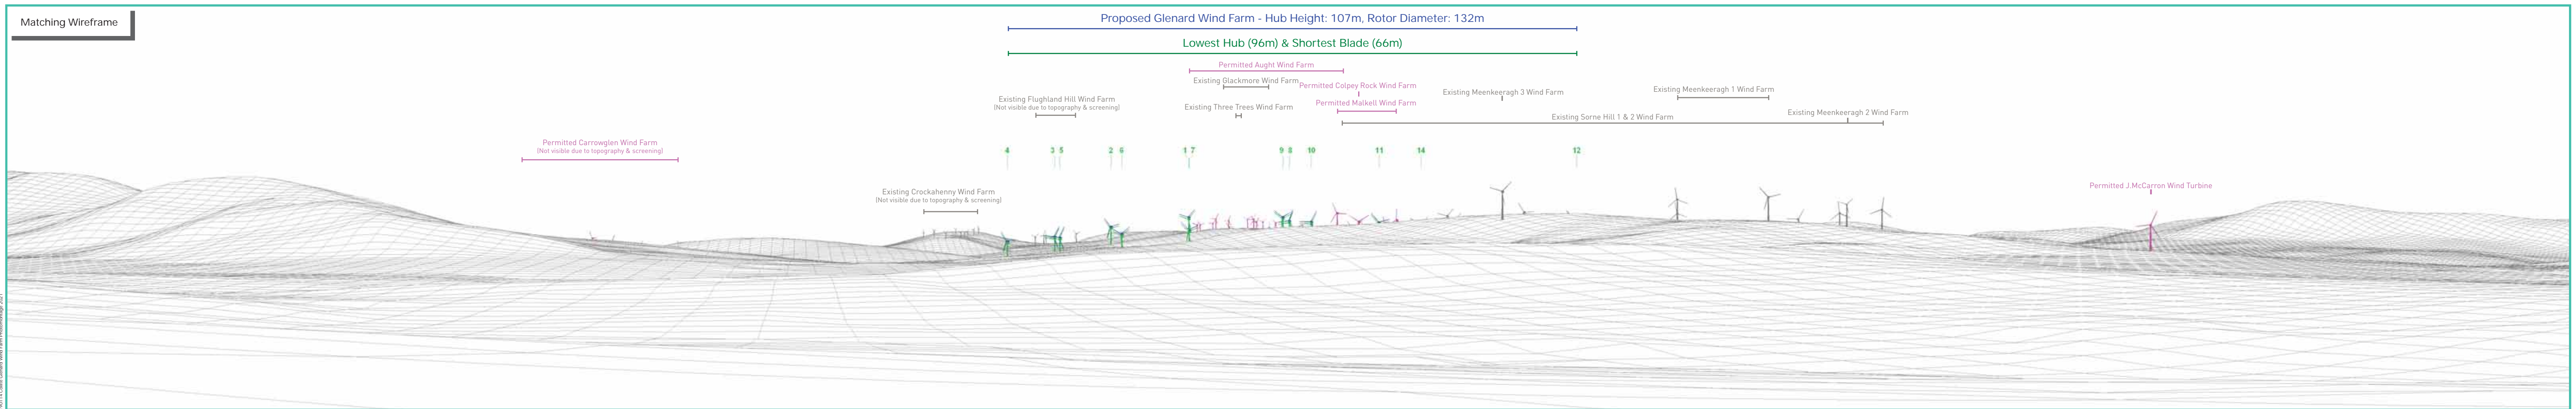 Matching Wireframe
Proposed Glenard Wind Farm - Hub Height: 107m, Rotor Diameter: 132m
Lowest Hub (96m) & Shortest Blade (66m)
Permitted Aught Wind Farm
Existing Glackmore Wind Farm
Permitted Colpey Rock Wind Farm
Existing Meenkeeragh 3 Wind Farm
Existing Meenkeeragh 1 Wind Farm
Existing Flughland Hill Wind Farm
(Not visible due to topography & screening)
Existing Three Trees Wind Farm
Permitted Malkell Wind Farm
Existing Sorne Hill 1 & 2 Wind Farm
Existing Meenkeeragh 2 Wind Farm
Permitted Carrowglen Wind Farm
(Not visible due to topography & screening)
4 3 5 2 6 1 7 9 8 10 11 14 12
Existing Crockahenny Wind Farm
(Not visible due to topography & screening)
Permitted J.McCarron Wind Turbine